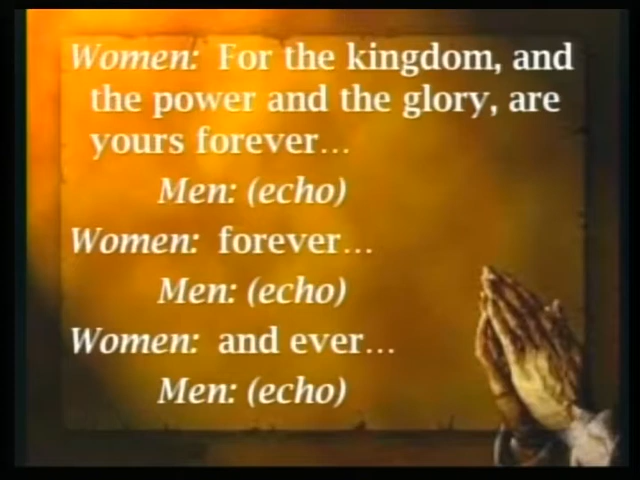 Women: For the kingdom, and
the power and the glory, are
yours forever...
Men: (echo)
Women: forever...
Men: (echo)
Women: and ever...
Men: (echo)